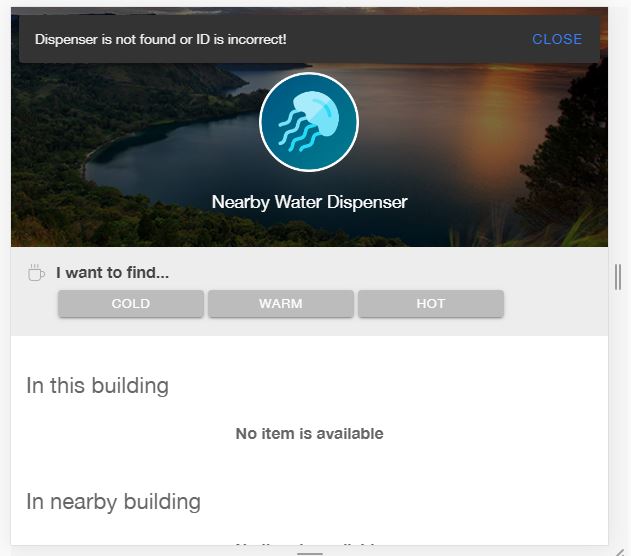 Dispenser is not found or ID is incorrect! CLOSE
Nearby Water Dispenser
I want to find...
COLD WARM HOT
In this building
No item is available
In nearby building